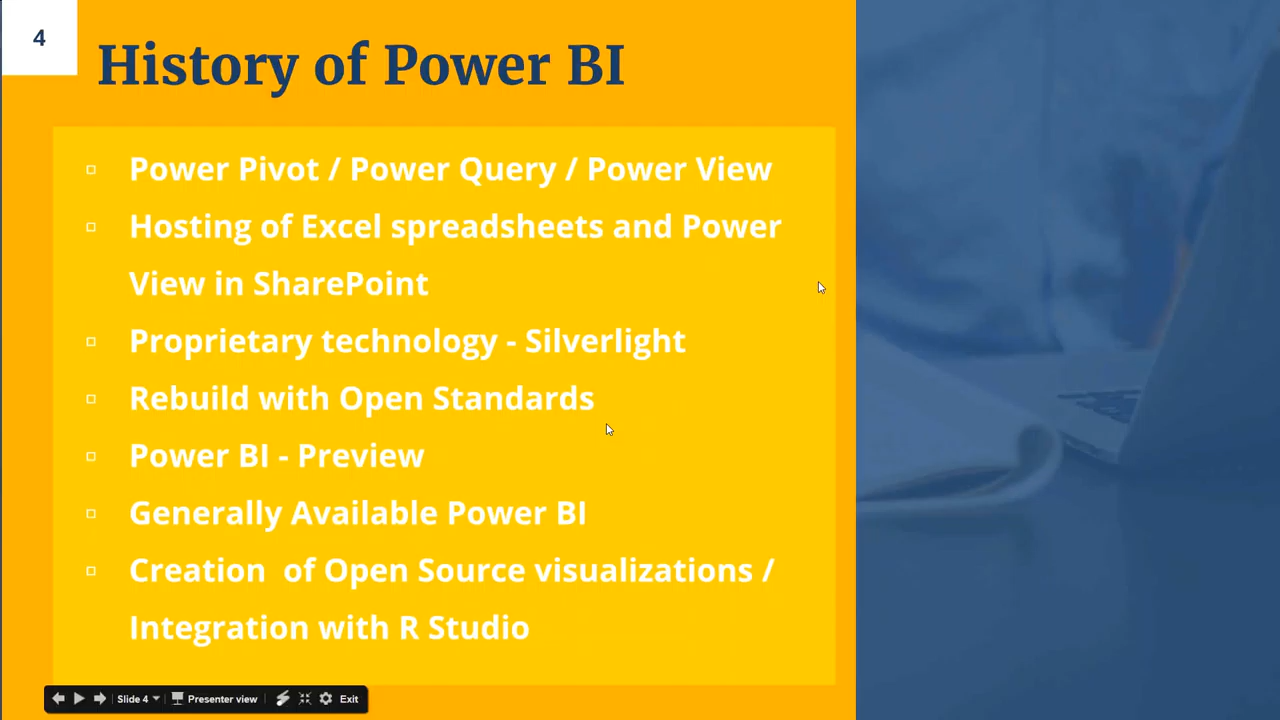 4
History of Power BI
Power Pivot / Power Query / Power View
Hosting of Excel spreadsheets and Power
View in SharePoint
Proprietary technology - Silverlight
Rebuild with Open Standards
Power BI - Preview
Generally Available Power BI
Creation  of Open Source visualizations /
Integration with R Studio
Slide 4 Presenter view Exit